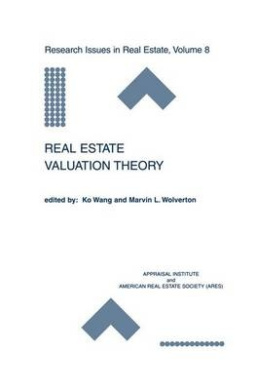 Research Issues in Real Estate, Volume 8
REAL ESTATE
VALUATION THEORY
edited by: Ko Wang and Marvin L. Wolverton
APPRAISAL INSTITUTE
and
AMERICAN REAL ESTATE SOCIETY (ARES)